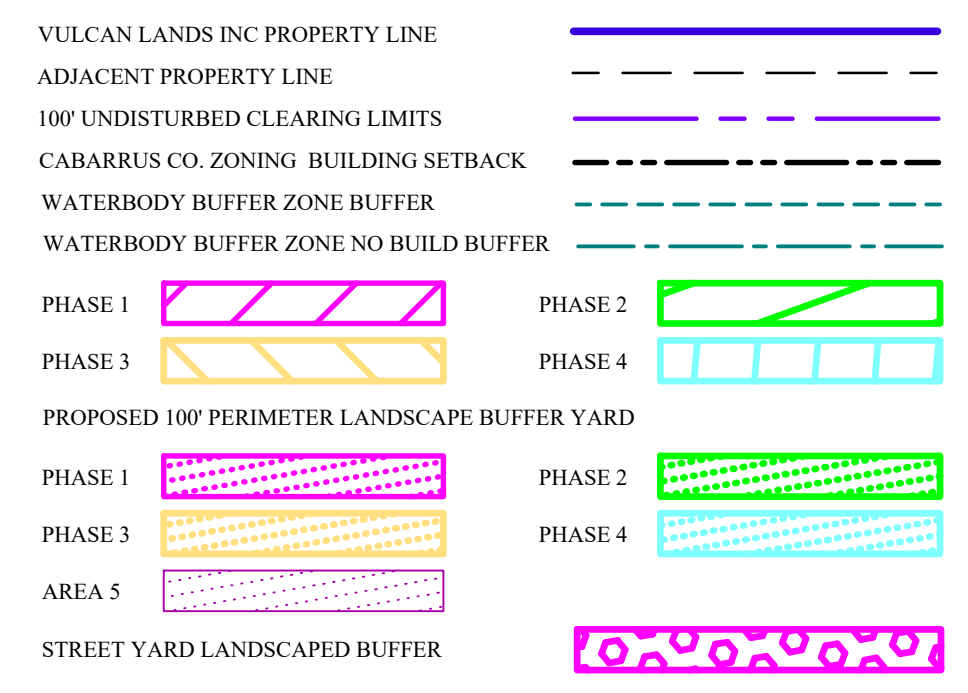 VULCAN LANDS INC PROPERTY LINE
ADJACENT PROPERTY LINE
100' UNDISTURBED CLEARING LIMITS
CABARRUS CO. ZONING BUILDING SETBACK
WATERBODY BUFFER ZONE BUFFER
WATERBODY BUFFER ZONE NO BUILD BUFFER
PHASE 1 PHASE 2
PHASE 3 PHASE 4
PROPOSED 100' PERIMETER LANDSCAPE BUFFER YARD
PHASE 1 PHASE 2
PHASE 3 PHASE 4
AREA 5
STREET YARD LANDSCAPED BUFFER